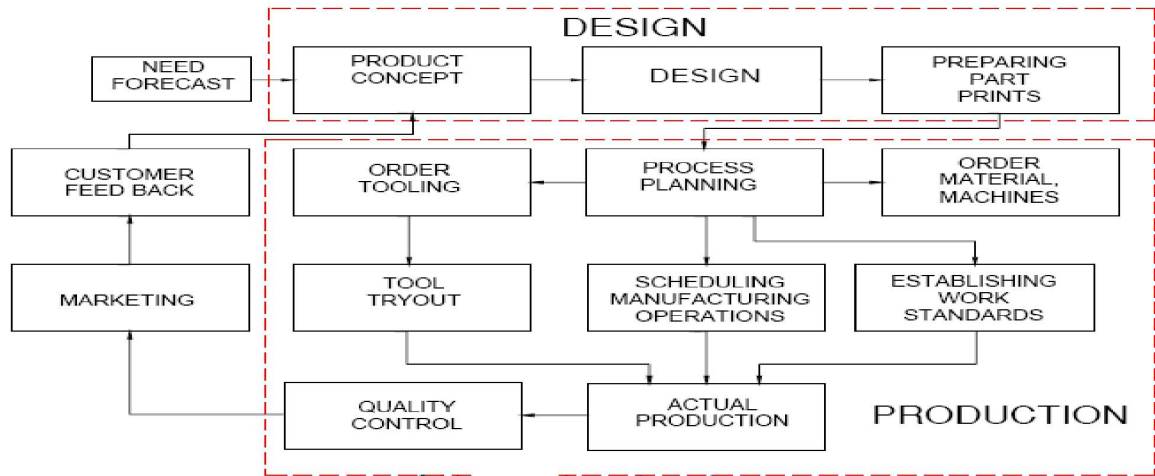 DESIGN
NEED
FORECAST
PRODUCT
CONCEPT
DESIGN
PREPARING
PART
PRINTS
CUSTOMER
FEED BACK
ORDER
TOOLING
PROCESS
PLANNING
ORDER
MATERIAL,
MACHINES
MARKETING
TOOL
TRYOUT
SCHEDULING
MANUFACTURING
OPERATIONS
ESTABLISHING
WORK
STANDARDS
QUALITY
CONTROL
ACTUAL
PRODUCTION
PRODUCTION